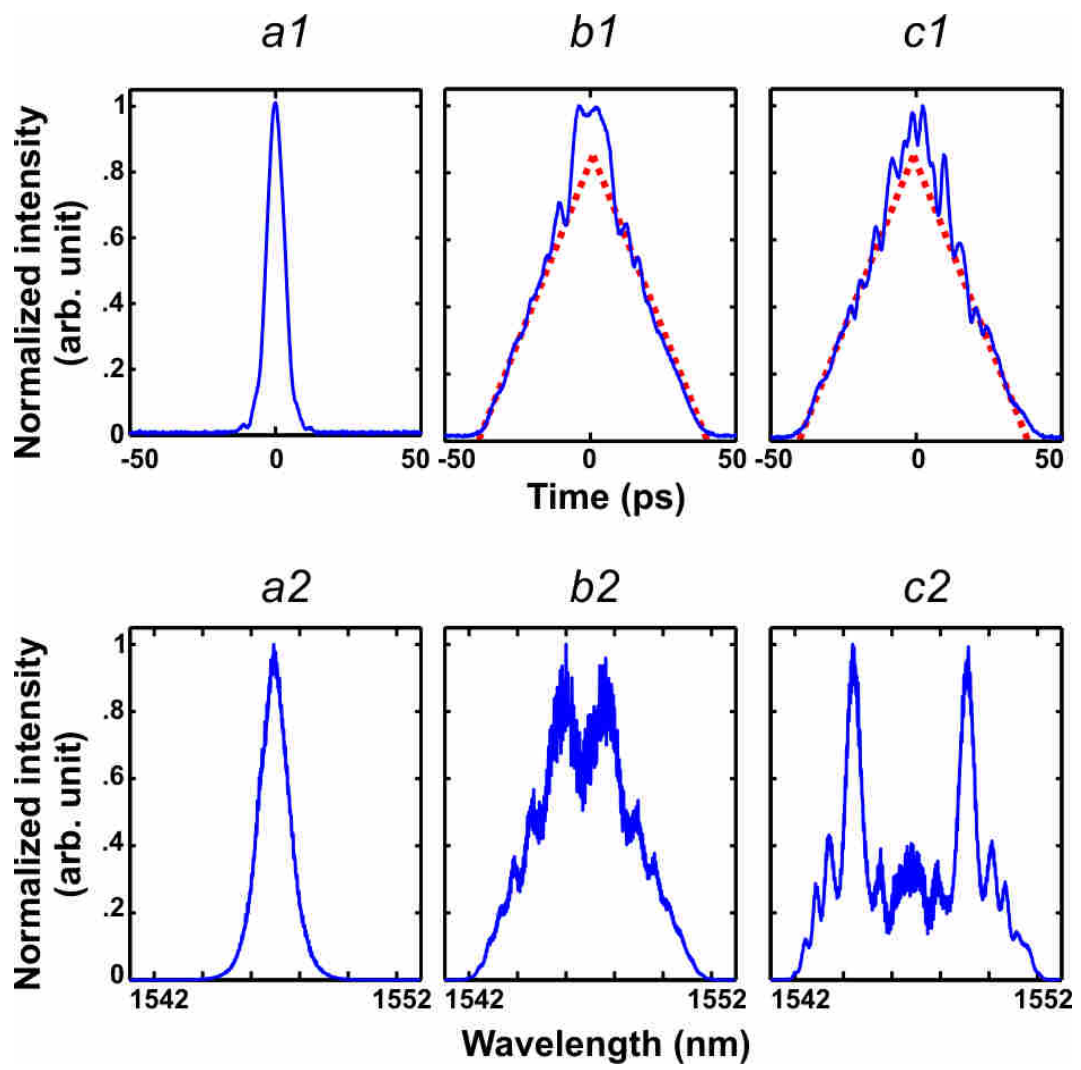 a1 b1 c1
Normalized intensity
(arb. unit)
1
.8
.6
.4
.2
0
-50 0 50 -50 0 50 -50 0 50
Time (ps)
a2 b2 c2
Normalized intensity
(arb. unit)
1
.8
.6
.4
.2
0
1542 1552 1542 1552 1542 1552
Wavelength (nm)